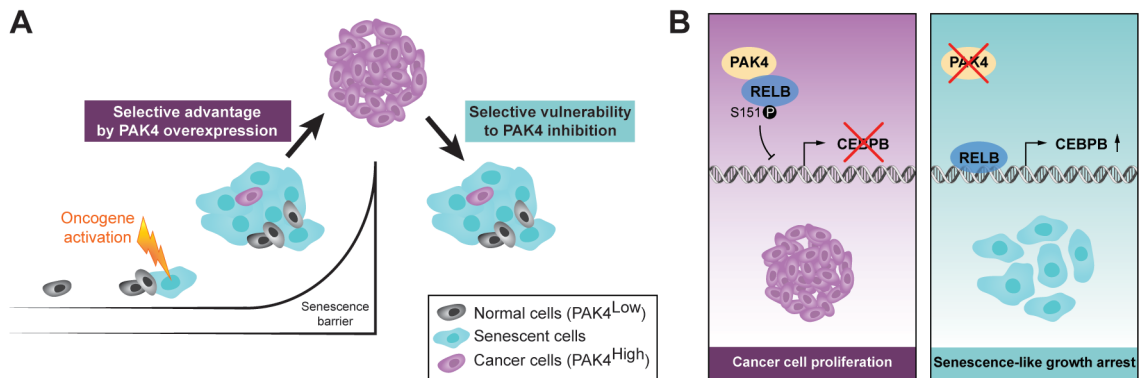 A
Selective advantage
by PAK4 overexpression
Selective vulnerability
to PAK4 inhibition
Oncogene
activation
Senescence
barrier
Normal cells (PAK4Low)
Senescent cells
Cancer cells (PAK4High)
B
PAK4
RELB
S151 P
CEBPB
Cancer cell proliferation
PAK4
RELB
CEBPB
Senescence-like growth arrest